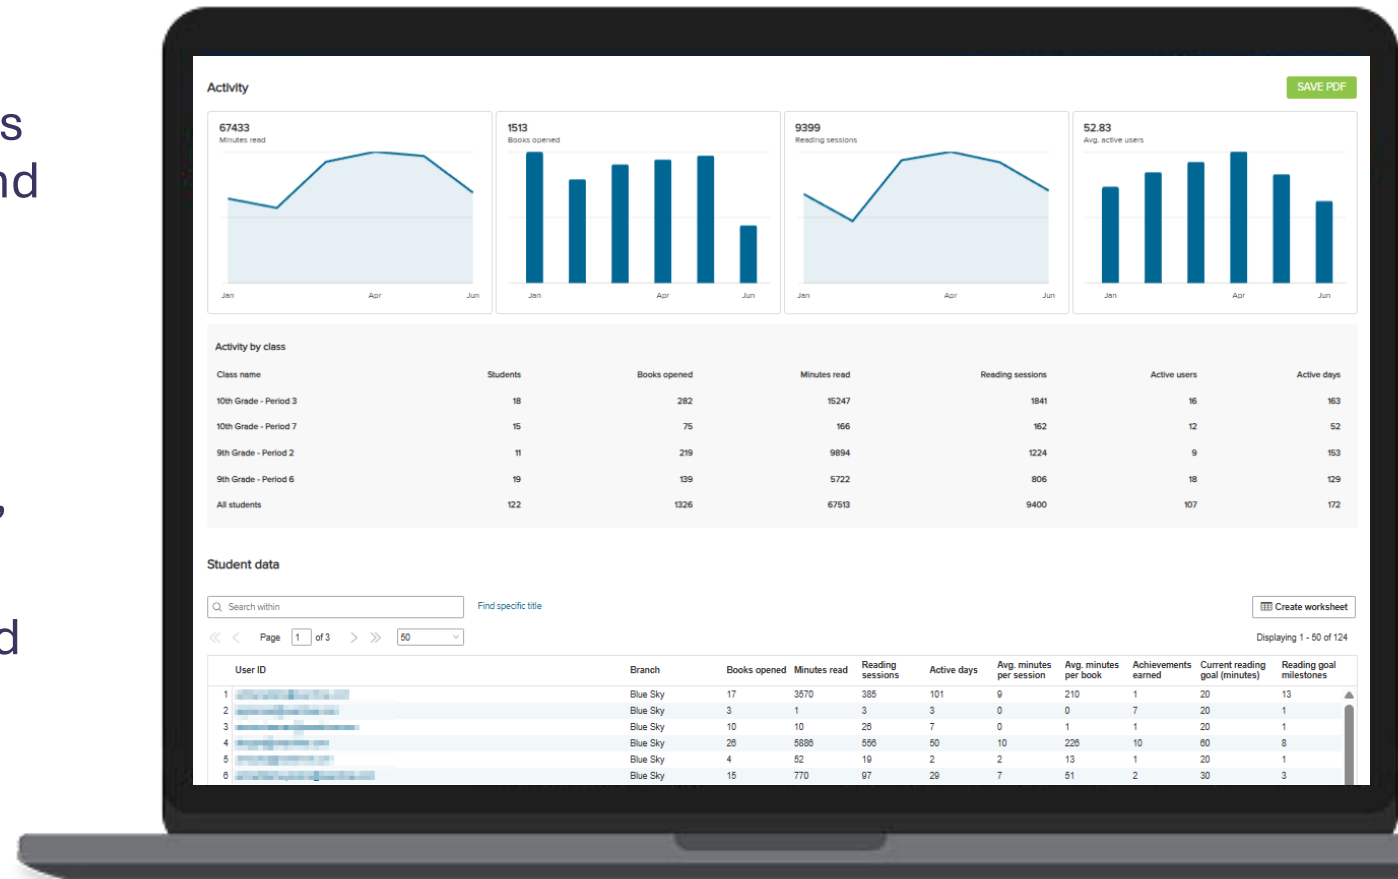 s
nd
,
d
Activity
SAVE PDF
67433
Minutes read
Jan Apr Jun
1513
Books opened
Jan Apr Jun
9399
Reading sessions
Jan Apr Jun
52.83
Avg. active users
Jan Apr Jun
Activity by class
Class name Students Books opened Minutes read Reading sessions Active users Active days
10th Grade - Period 3 18 282 15247 1841 16 163
10th Grade - Period 7 15 75 166 162 12 52
9th Grade - Period 2 11 219 9894 1224 9 153
9th Grade - Period 6 19 139 5722 806 18 129
All students 122 1326 67513 9400 107 172
Student data
Search within Find specific title Create worksheet
Page 1 of 3 50 Displaying 1 - 50 of 124
User ID Branch Books opened Minutes read Reading sessions Active days Avg. minutes per session Avg. minutes per book Achievements earned Current reading goal (minutes) Reading goal milestones
1 Blue Sky 17 3570 385 101 9 210 1 20 13
2 Blue Sky 3 1 3 3 0 0 7 20 1
3 Blue Sky 10 10 26 7 0 1 1 20 1
4 Blue Sky 26 5886 556 50 10 226 10 60 8
5 Blue Sky 4 52 19 2 2 13 1 20 1
6 Blue Sky 15 770 97 29 7 51 2 30 3